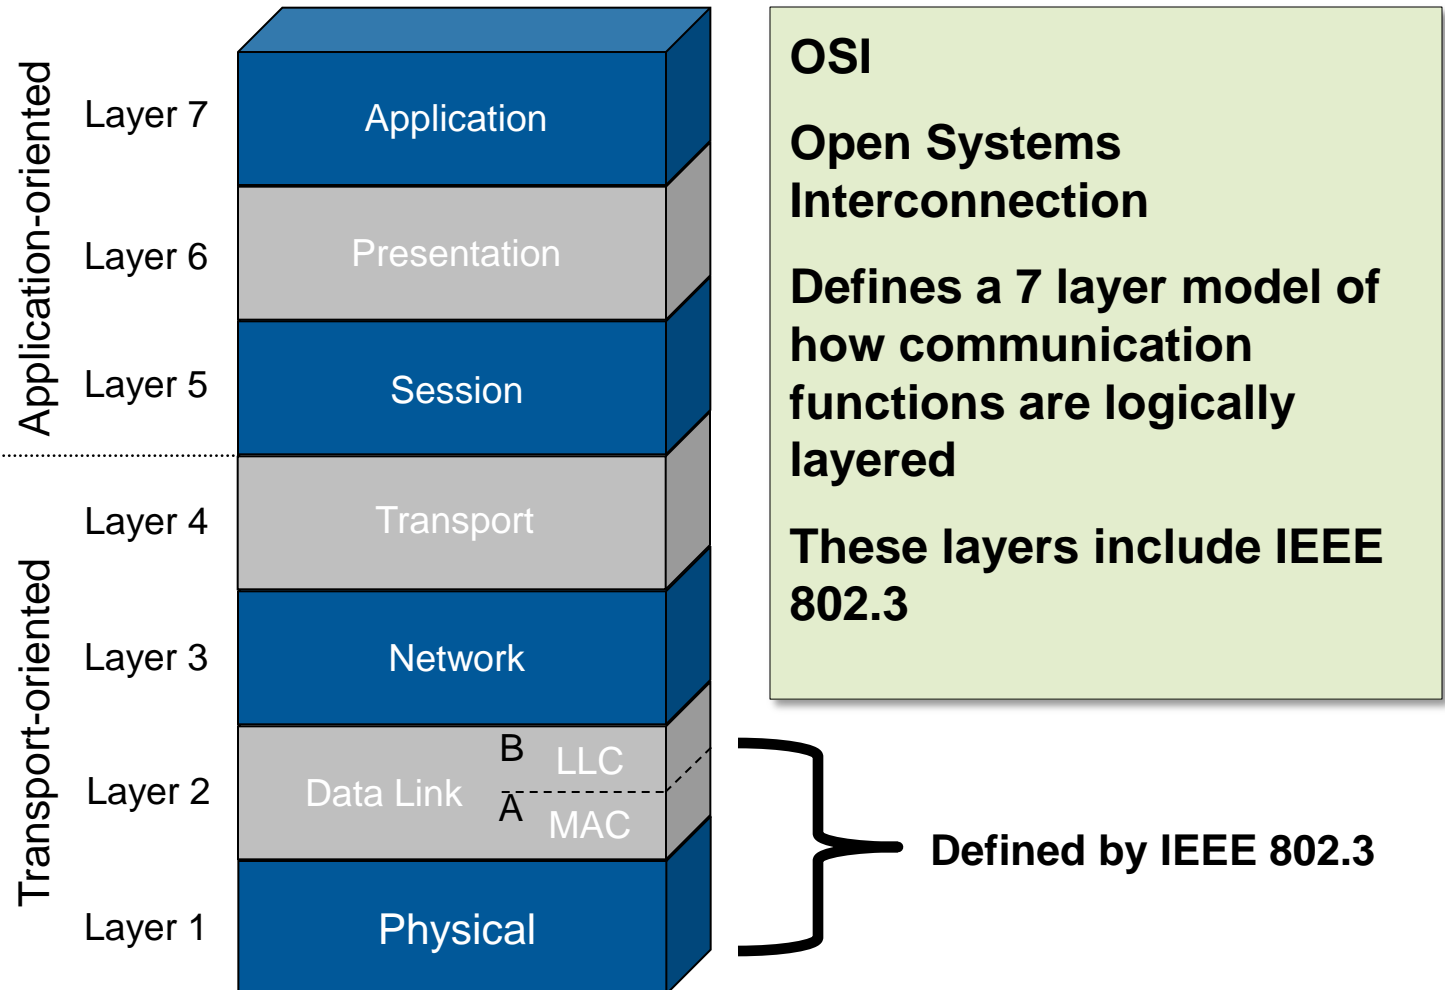 Application-oriented
Transport-oriented
Layer 7
Application
Layer 6
Presentation
Layer 5
Session
Layer 4
Transport
Layer 3
Network
Layer 2
Data Link
B
LLC
A
MAC
Layer 1
Physical
OSI
Open Systems
Interconnection
Defines a 7 layer model of
how communication
functions are logically
layered
These layers include IEEE
802.3
Defined by IEEE 802.3